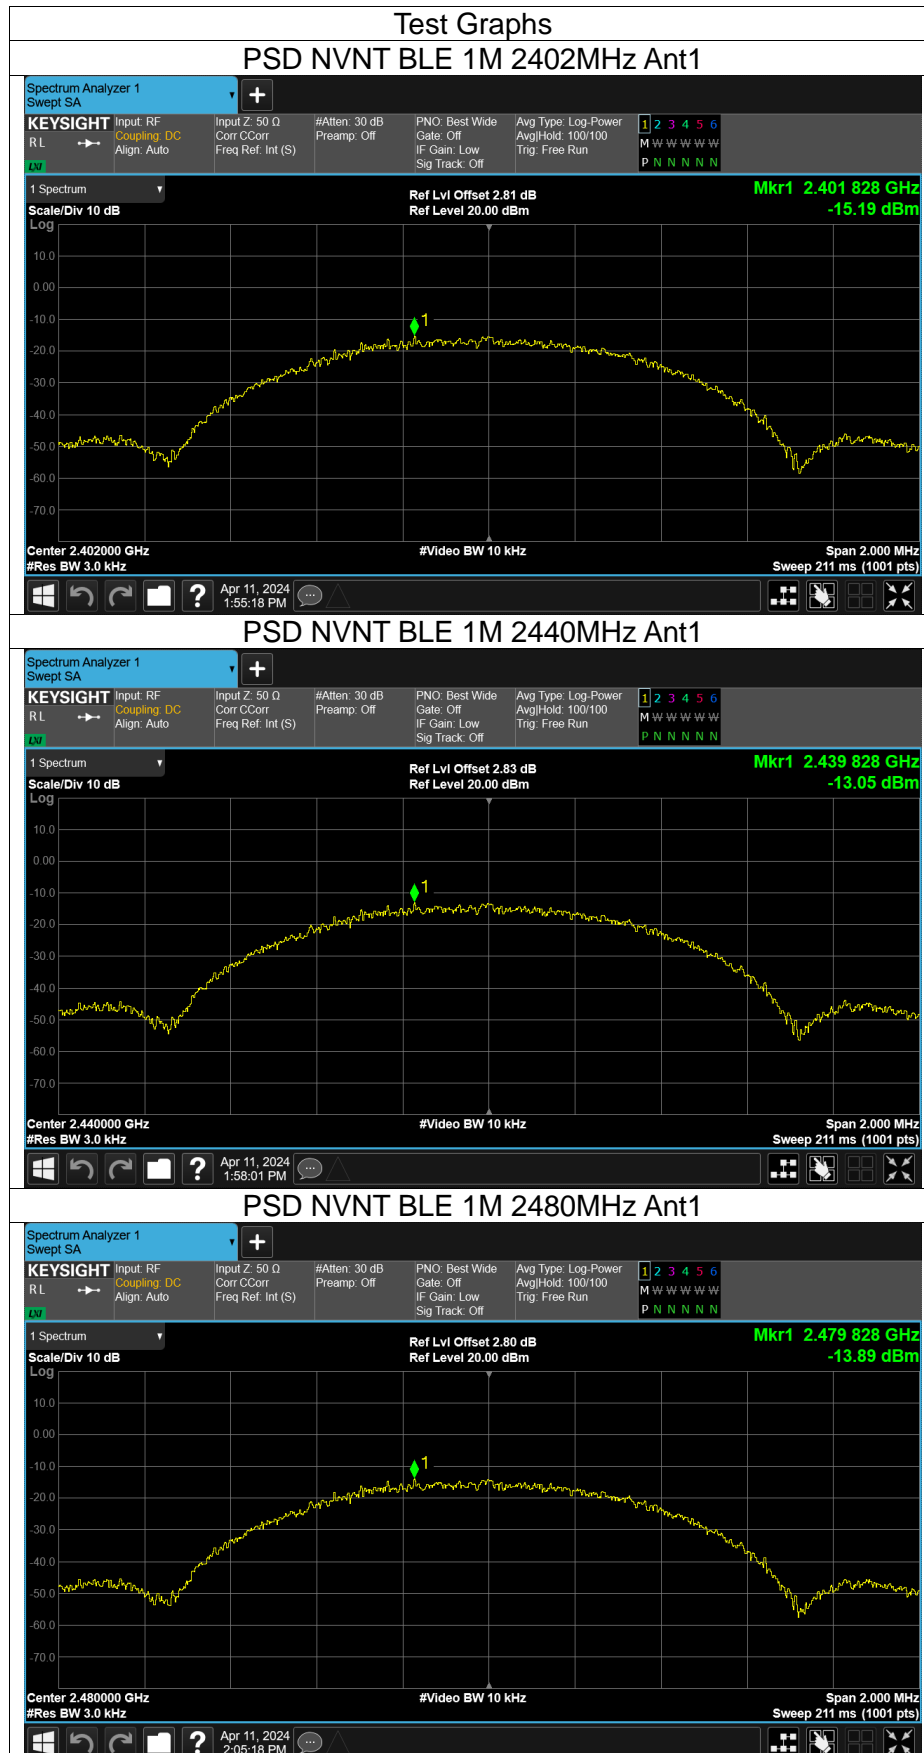 Test Graphs
PSD NVNT BLE 1M 2402MHz Ant1
Spectrum Analyzer 1
Swept SA
+
KEYSIGHT Input: RF Input Z: 50 Ω #Atten: 30 dB PNO: Best Wide Avg Type: Log-Power 1 2 3 4 5 6
R L Coupling: DC Corr CCorr Preamp: Off Gate: Off Avg|Hold: 100/100 M W W W W W
Align: Auto Freq Ref: Int (S) IF Gain: Low Trig: Free Run
LXI Sig Track: Off P N N N N N
1 Spectrum Ref Lvl Offset 2.81 dB Mkr1 2.401 828 GHz
Scale/Div 10 dB Ref Level 20.00 dBm -15.19 dBm
Log
10.0
0.00
-10.0
1
-20.0
-30.0
-40.0
-50.0
-60.0
-70.0
Center 2.402000 GHz #Video BW 10 kHz Span 2.000 MHz
#Res BW 3.0 kHz Sweep 211 ms (1001 pts)
? Apr 11, 2024
1:55:18 PM
PSD NVNT BLE 1M 2440MHz Ant1
Spectrum Analyzer 1
Swept SA
+
KEYSIGHT Input: RF Input Z: 50 Ω #Atten: 30 dB PNO: Best Wide Avg Type: Log-Power 1 2 3 4 5 6
R L Coupling: DC Corr CCorr Preamp: Off Gate: Off Avg|Hold: 100/100 M W W W W W
Align: Auto Freq Ref: Int (S) IF Gain: Low Trig: Free Run
LXI Sig Track: Off P N N N N N
1 Spectrum Ref Lvl Offset 2.83 dB Mkr1 2.439 828 GHz
Scale/Div 10 dB Ref Level 20.00 dBm -13.05 dBm
Log
10.0
0.00
-10.0
1
-20.0
-30.0
-40.0
-50.0
-60.0
-70.0
Center 2.440000 GHz #Video BW 10 kHz Span 2.000 MHz
#Res BW 3.0 kHz Sweep 211 ms (1001 pts)
? Apr 11, 2024
1:58:01 PM
PSD NVNT BLE 1M 2480MHz Ant1
Spectrum Analyzer 1
Swept SA
+
KEYSIGHT Input: RF Input Z: 50 Ω #Atten: 30 dB PNO: Best Wide Avg Type: Log-Power 1 2 3 4 5 6
R L Coupling: DC Corr CCorr Preamp: Off Gate: Off Avg|Hold: 100/100 M W W W W W
Align: Auto Freq Ref: Int (S) IF Gain: Low Trig: Free Run
LXI Sig Track: Off P N N N N N
1 Spectrum Ref Lvl Offset 2.80 dB Mkr1 2.479 828 GHz
Scale/Div 10 dB Ref Level 20.00 dBm -13.89 dBm
Log
10.0
0.00
-10.0
1
-20.0
-30.0
-40.0
-50.0
-60.0
-70.0
Center 2.480000 GHz #Video BW 10 kHz Span 2.000 MHz
#Res BW 3.0 kHz Sweep 211 ms (1001 pts)
? Apr 11, 2024
2:05:18 PM